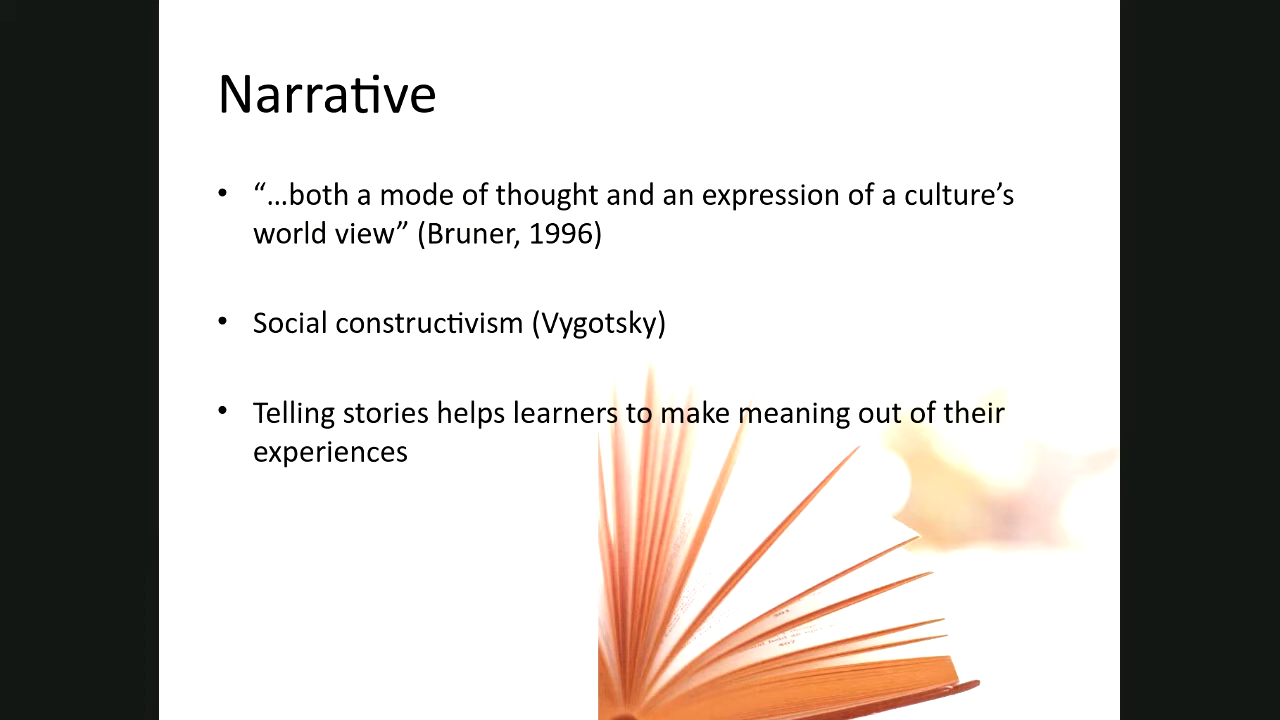 Narrative
• “…both a mode of thought and an expression of a culture’s
world view” (Bruner, 1996)
• Social constructivism (Vygotsky)
• Telling stories helps learners to make meaning out of their
experiences